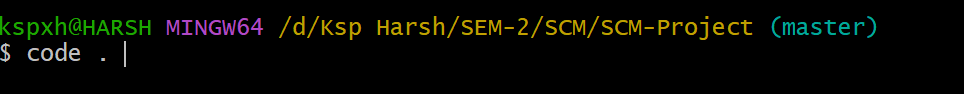 kspxh@HARSH MINGW64 /d/Ksp Harsh/SEM-2/SCM/SCM-Project (master)
$ code .